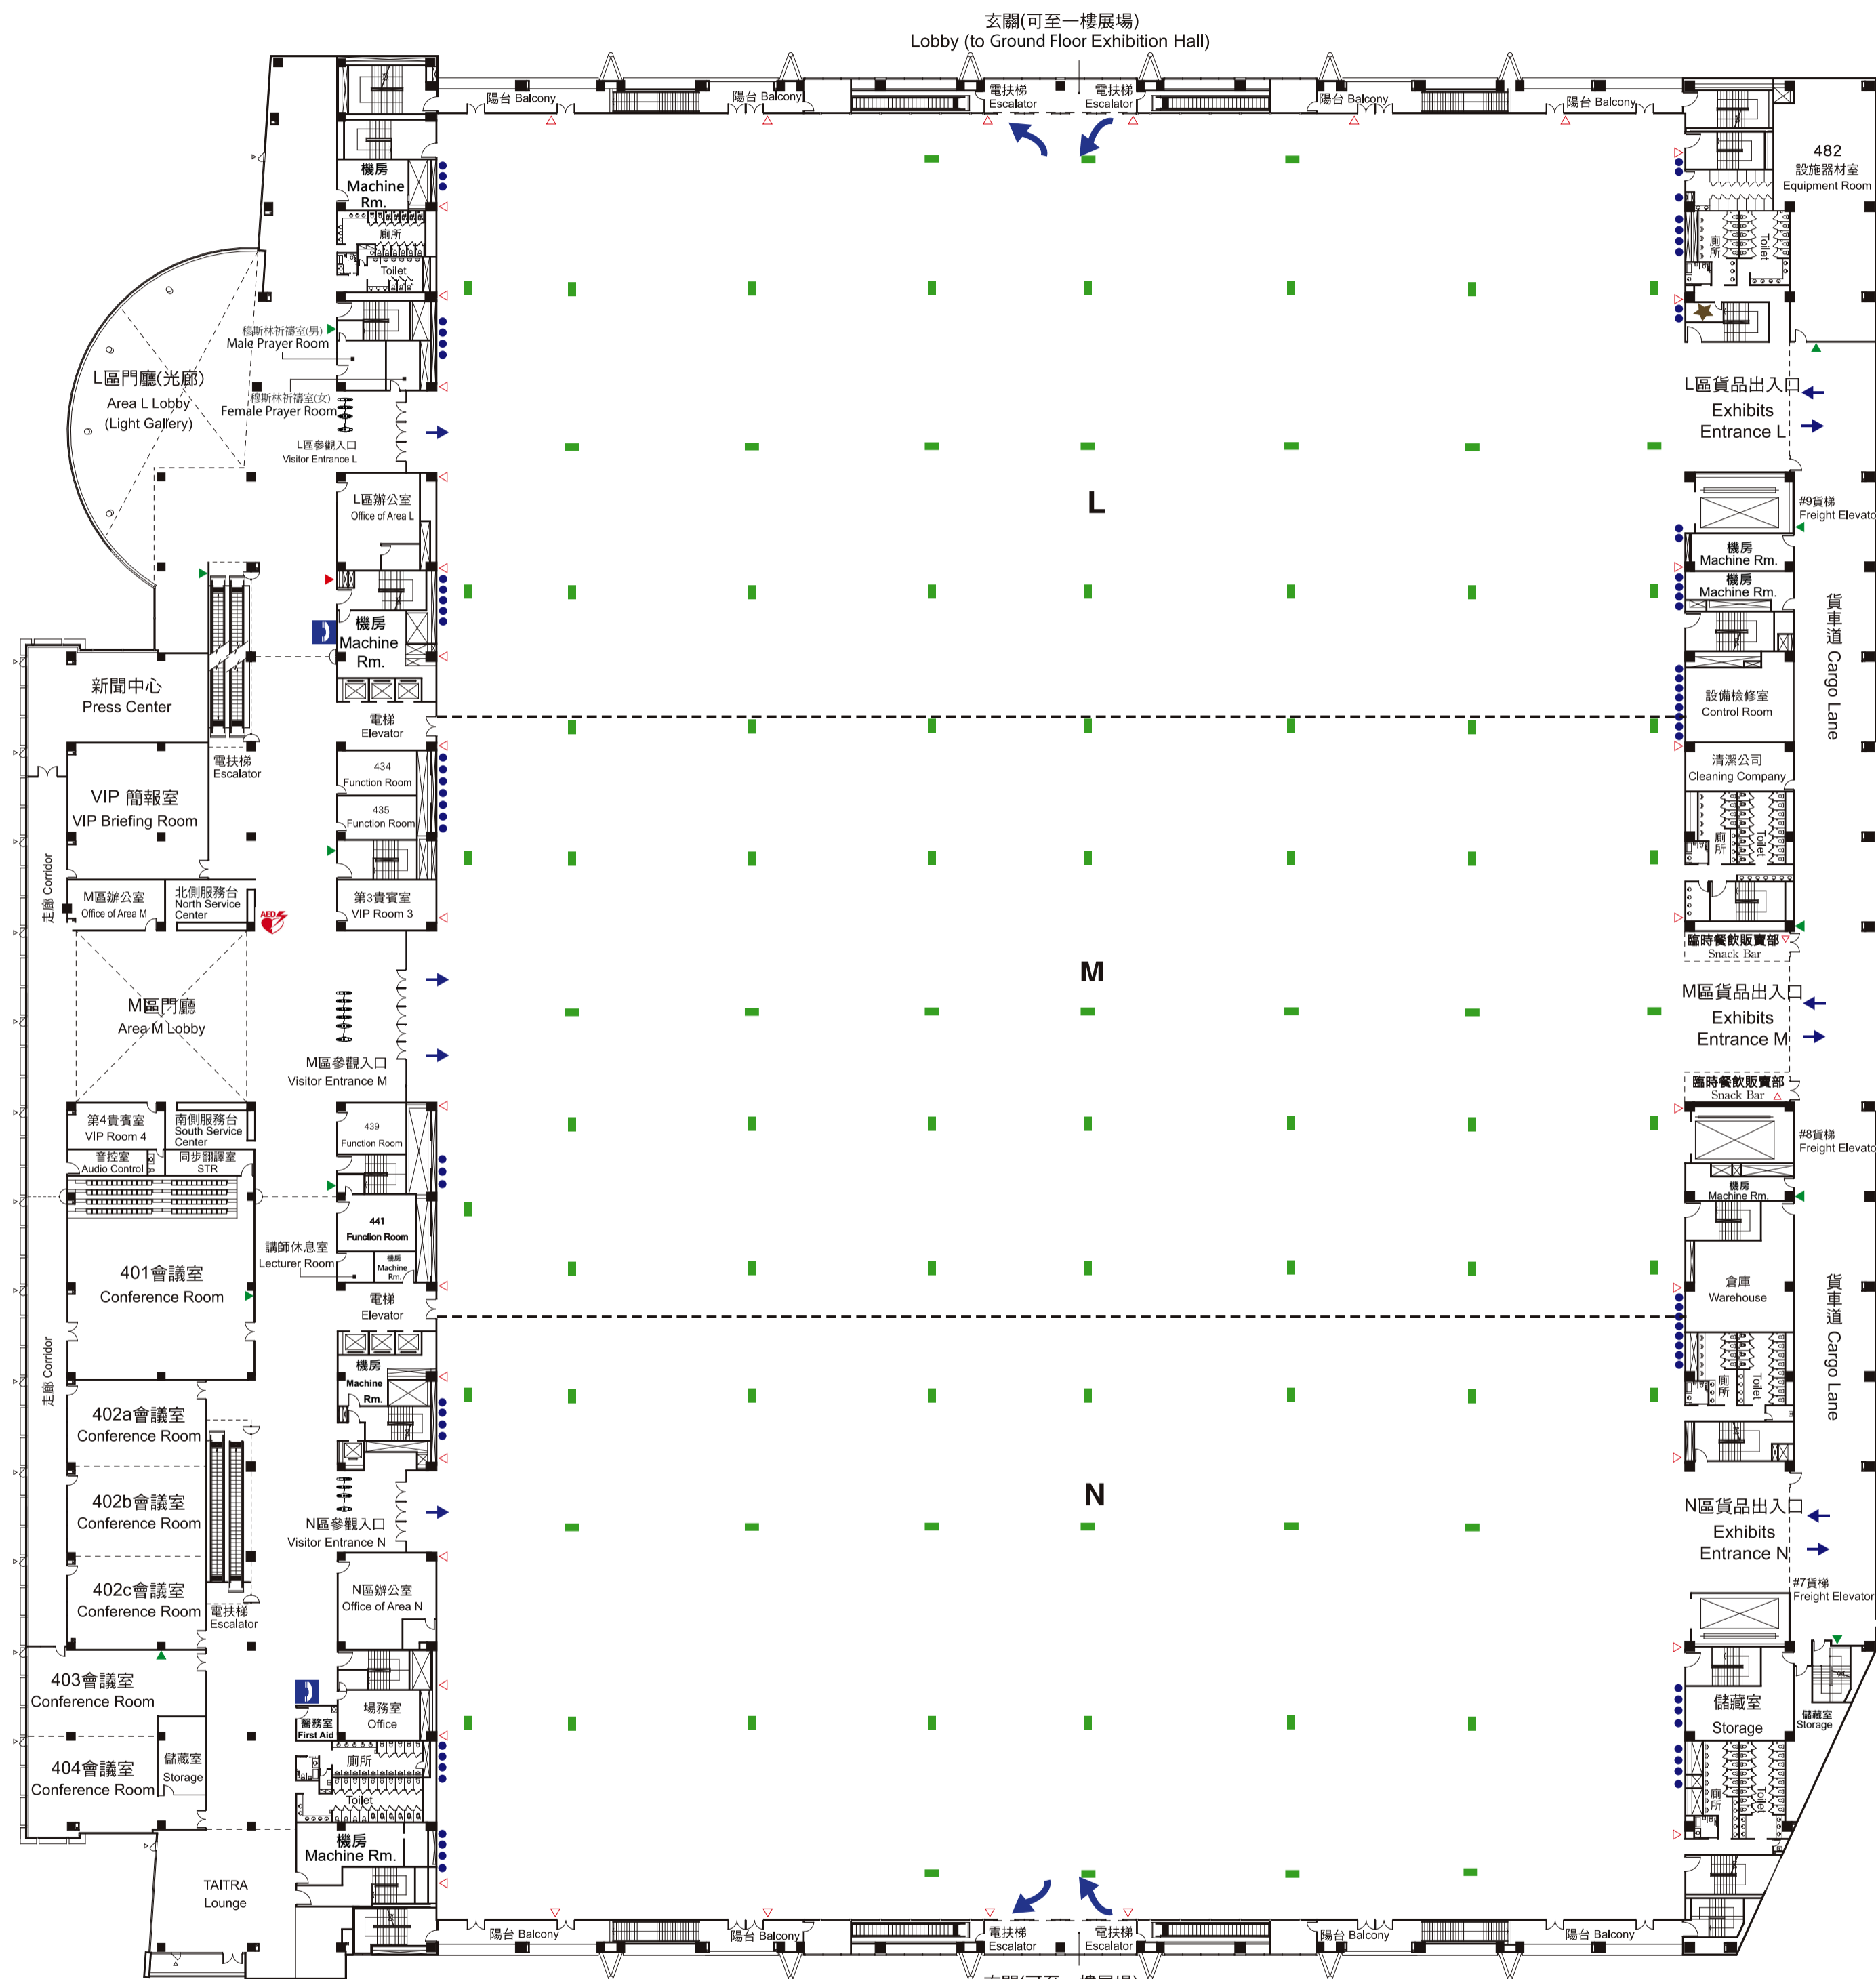 玄關(可至一樓展場)
Lobby (to Ground Floor Exhibition Hall)
陽台 Balcony
陽台 Balcony
電扶梯
Escalator
電扶梯
Escalator
陽台 Balcony
陽台 Balcony
機房
Machine
Rm.
廁所
Toilet
482
設施器材室
Equipment Room
廁所
Toilet
穆斯林祈禱室(男)
Male Prayer Room
穆斯林祈禱室(女)
Female Prayer Room
L區門廳(光廊)
Area L Lobby
(Light Gallery)
L區參觀入口
Visitor Entrance L
L區貨品出入口
Exhibits
Entrance L
L區辦公室
Office of Area L
L
#9貨梯
Freight Elevato
機房
Machine Rm.
機房
Machine Rm.
機房
Machine
Rm.
貨車道 Cargo Lane
新聞中心
Press Center
電梯
Elevator
設備檢修室
Control Room
電扶梯
Escalator
434
Function Room
435
Function Room
清潔公司
Cleaning Company
VIP 簡報室
VIP Briefing Room
廁所
Toilet
走廊 Corridor
M區辦公室
Office of Area M
北側服務台
North Service
Center
AED
第3貴賓室
VIP Room 3
臨時餐飲販賣部
Snack Bar
M區門廳
Area M Lobby
M
M區貨品出入口
Exhibits
Entrance M
M區參觀入口
Visitor Entrance M
臨時餐飲販賣部
Snack Bar
第4貴賓室
VIP Room 4
南側服務台
South Service
Center
439
Function Room
#8貨梯
Freight Elevato
音控室
Audio Control
同步翻譯室
STR
機房
Machine Rm.
441
Function Room
講師休息室
Lecturer Room
機房
Machine
Rm.
401會議室
Conference Room
電梯
Elevator
倉庫
Warehouse
貨車道 Cargo Lane
走廊 Corridor
機房
Machine
Rm.
廁所
Toilet
402a會議室
Conference Room
402b會議室
Conference Room
N
N區參觀入口
Visitor Entrance N
N區貨品出入口
Exhibits
Entrance N
402c會議室
Conference Room
電扶梯
Escalator
N區辦公室
Office of Area N
#7貨梯
Freight Elevator
403會議室
Conference Room
場務室
Office
醫務室
First Aid
儲藏室
Storage
儲藏室
Storage
404會議室
Conference Room
儲藏室
Storage
廁所
Toilet
廁所
Toilet
機房
Machine Rm.
TAITRA
Lounge
陽台 Balcony
陽台 Balcony
電扶梯
Escalator
電扶梯
Escalator
陽台 Balcony
陽台 Balcony